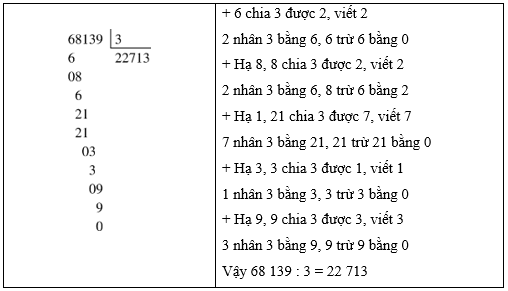 68139 3
6 22713
08
6
21
21
03
3
09
9
0
+ 6 chia 3 được 2, viết 2
2 nhân 3 bằng 6, 6 trừ 6 bằng 0
+ Hạ 8, 8 chia 3 được 2, viết 2
2 nhân 3 bằng 6, 8 trừ 6 bằng 2
+ Hạ 1, 21 chia 3 được 7, viết 7
7 nhân 3 bằng 21, 21 trừ 21 bằng 0
+ Hạ 3, 3 chia 3 được 1, viết 1
1 nhân 3 bằng 3, 3 trừ 3 bằng 0
+ Hạ 9, 9 chia 3 được 3, viết 3
3 nhân 3 bằng 9, 9 trừ 9 bằng 0
Vậy 68 139 : 3 = 22 713